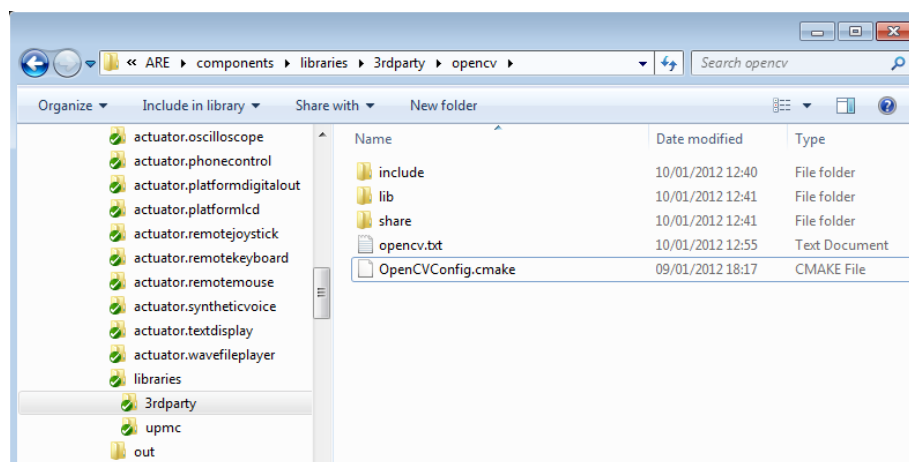 « ARE ▸ components ▸ libraries ▸ 3rdparty ▸ opencv ▸ Search opencv
Organize ▾ Include in library ▾ Share with ▾ New folder
actuator.oscilloscope
actuator.phonecontrol
actuator.platformdigitalout
actuator.platformlcd
actuator.remotejoystick
actuator.remotekeyboard
actuator.remotemouse
actuator.syntheticvoice
actuator.textdisplay
actuator.wavefileplayer
libraries
3rdparty
upmc
out
Name Date modified Type
include 10/01/2012 12:40 File folder
lib 10/01/2012 12:41 File folder
share 10/01/2012 12:41 File folder
opencv.txt 10/01/2012 12:55 Text Document
OpenCVConfig.cmake 09/01/2012 18:17 CMAKE File